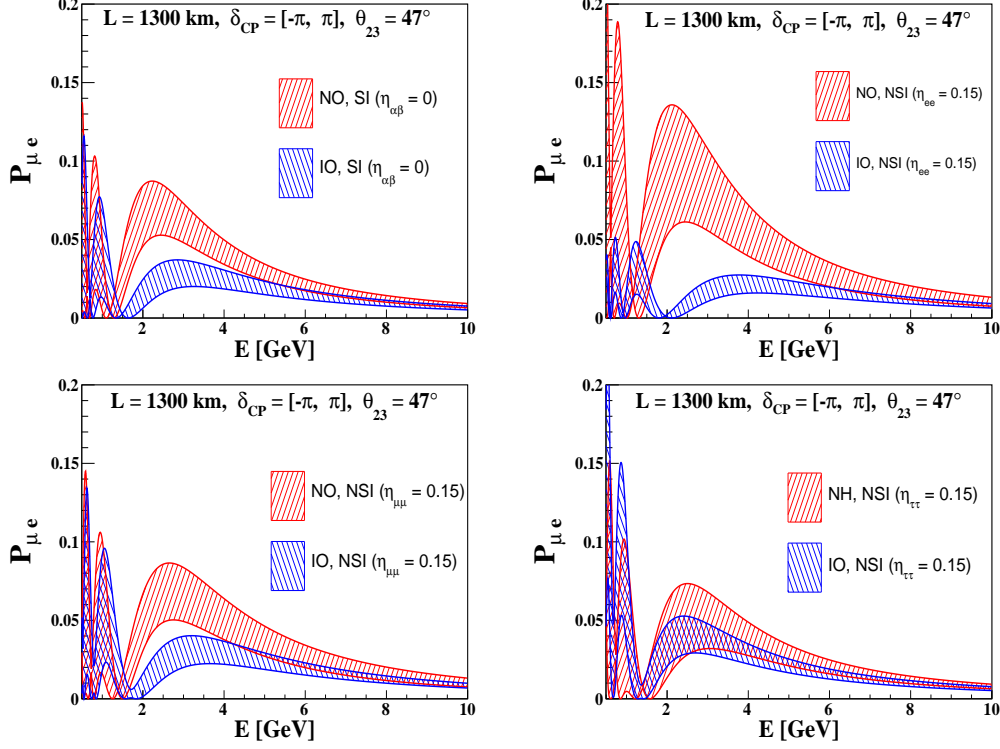 L = 1300 km, δCP = [-π, π], θ23 = 47°
0.2
0.15
0.1
0.05
0
Pμ e
NO, SI (ηαβ = 0)
IO, SI (ηαβ = 0)
2 4 6 8 10
E [GeV]
L = 1300 km, δCP = [-π, π], θ23 = 47°
0.2
0.15
0.1
0.05
0
Pμ e
NO, NSI (ηee = 0.15)
IO, NSI (ηee = 0.15)
2 4 6 8 10
E [GeV]
L = 1300 km, δCP = [-π, π], θ23 = 47°
0.2
0.15
0.1
0.05
0
Pμ e
NO, NSI (ημμ = 0.15)
IO, NSI (ημμ = 0.15)
2 4 6 8 10
E [GeV]
L = 1300 km, δCP = [-π, π], θ23 = 47°
0.2
0.15
0.1
0.05
0
Pμ e
NH, NSI (ηττ = 0.15)
IO, NSI (ηττ = 0.15)
2 4 6 8 10
E [GeV]